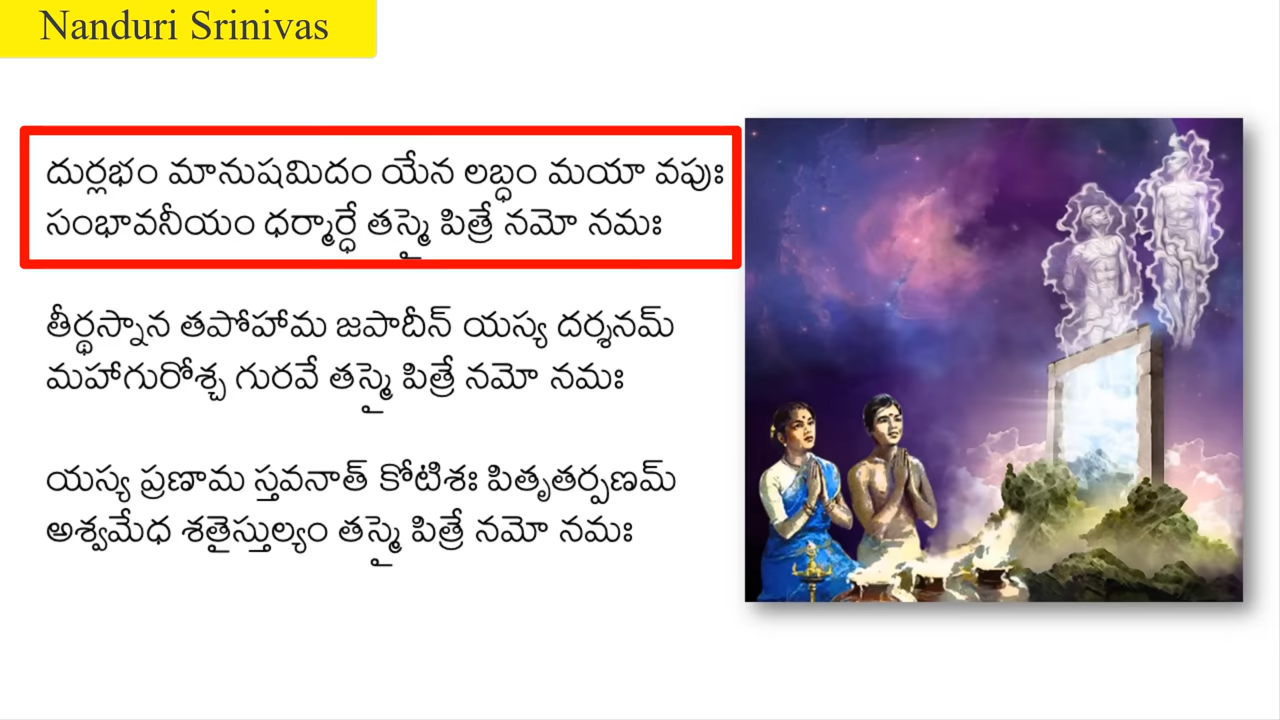 Nanduri Srinivas
దుర్లభం మానుషమిదం యేన లబ్ధం మయా వపుః
సంభావనీయం ధర్మార్ధే తస్మై పిత్రే నమో నమః
తీర్థస్నాన తపోహామ జపాదీన్ యస్య దర్శనమ్
మహాగురోశ్చ గురవే తస్మై పిత్రే నమో నమః
యస్య ప్రణామ స్తవనాత్ కోటిశః పితృతర్పణమ్
అశ్వమేధ శతైస్తుల్యం తస్మై పిత్రే నమో నమః